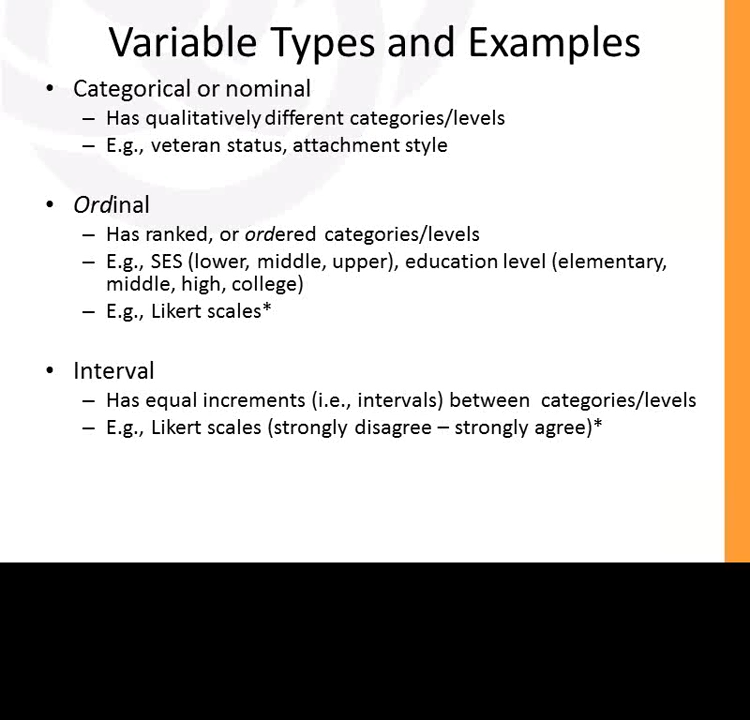 Variable Types and Examples
• Categorical or nominal
– Has qualitatively different categories/levels
– E.g., veteran status, attachment style
• Ordinal
– Has ranked, or ordered categories/levels
– E.g., SES (lower, middle, upper), education level (elementary,
middle, high, college)
– E.g., Likert scales*
• Interval
– Has equal increments (i.e., intervals) between categories/levels
– E.g., Likert scales (strongly disagree – strongly agree)*